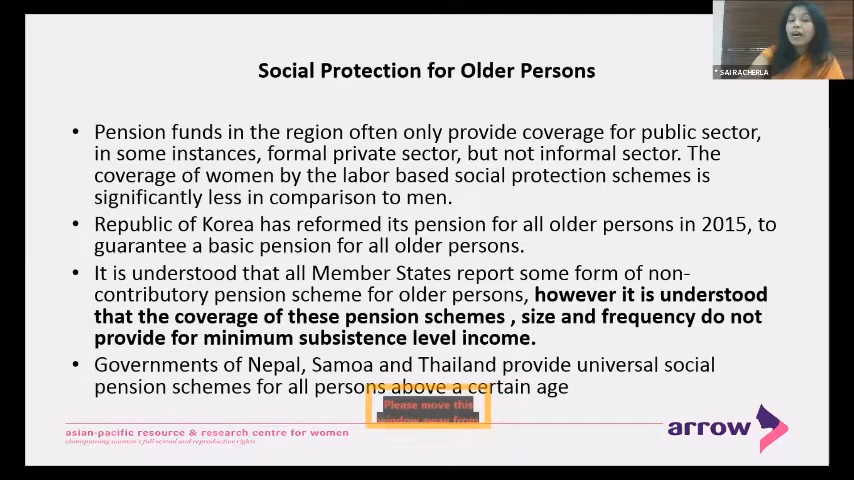 Social Protection for Older Persons
* SAI RACHERLA
• Pension funds in the region often only provide coverage for public sector,
in some instances, formal private sector, but not informal sector. The
coverage of women by the labor based social protection schemes is
significantly less in comparison to men.
• Republic of Korea has reformed its pension for all older persons in 2015, to
guarantee a basic pension for all older persons.
• It is understood that all Member States report some form of non-
contributory pension scheme for older persons, however it is understood
that the coverage of these pension schemes , size and frequency do not
provide for minimum subsistence level income.
• Governments of Nepal, Samoa and Thailand provide universal social
pension schemes for all persons above a certain age
Please move this
window away from
asian-pacific resource & research centre for women
championing women's full sexual and reproductive rights
arrow